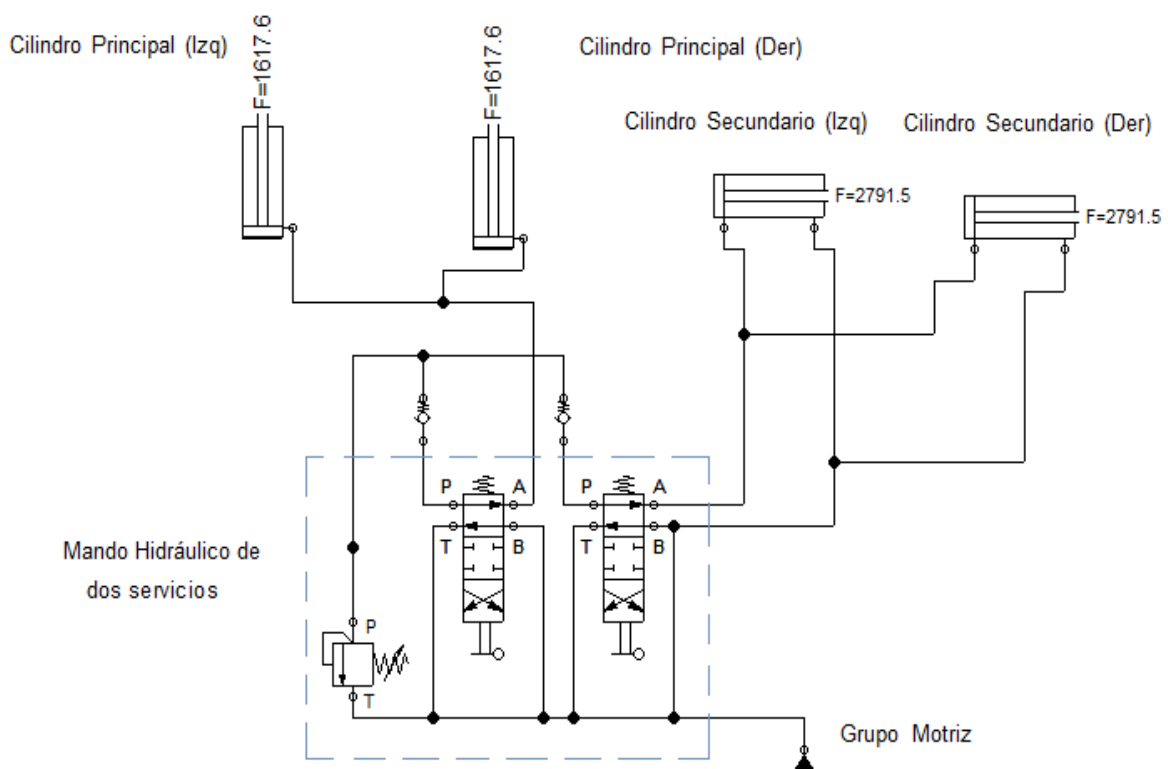 Cilindro Principal (Izq)
F=1617.6
F=1617.6
Cilindro Principal (Der)
Cilindro Secundario (Izq)
Cilindro Secundario (Der)
F=2791.5
F=2791.5
P
A
P
A
T
B
T
B
Mando Hidráulico de
dos servicios
P
T
Grupo Motriz